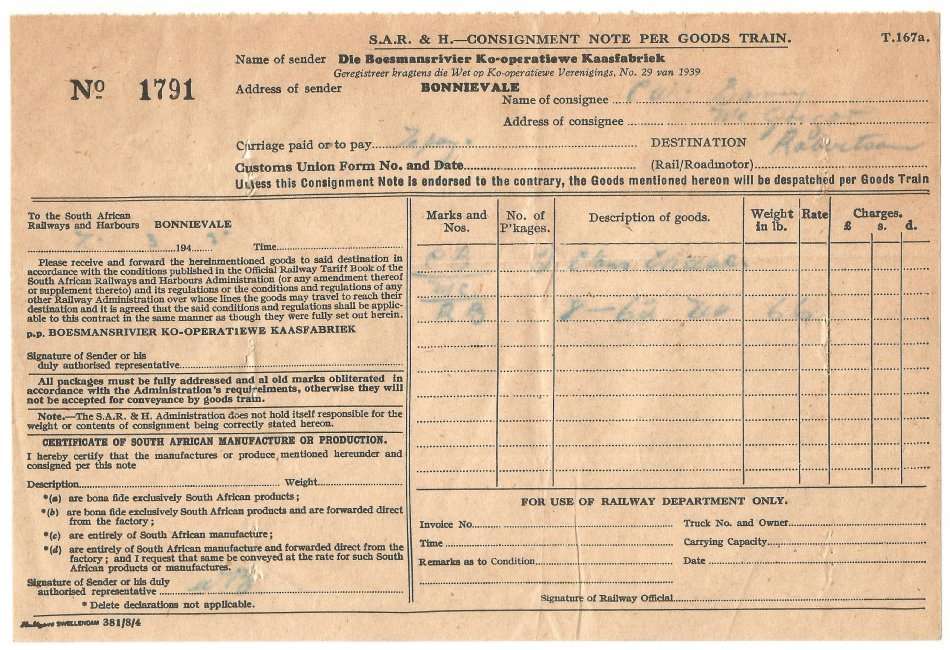 S.A.R. & H.—CONSIGNMENT NOTE PER GOODS TRAIN. T.167a.
Name of sender Die Boesmansrivier Ko-operatiewe Kaasfabriek
Geregistreer kragtens die Wet op Ko-operatiewe Verenigings, No. 29 van 1939
No 1791
Address of sender BONNIEVALE
Name of consignee
Address of consignee
Carriage paid or to pay Topay. DESTINATION Robertson
Customs Union Form No. and Date (Rail/Roadmotor)
Unless this Consignment Note is endorsed to the contrary, the Goods mentioned hereon will be despatched per Goods Train
To the South African
Railways and Harbours BONNIEVALE
7. 3 194 5 Time
Please receive and forward the hereinmentioned goods to said destination in
accordance with the conditions published in the Official Railway Tariff Book of the
South African Railways and Harbours Administration (or any amendment thereof
or supplement thereto) and its regulations or the conditions and regulations of any
other Railway Administration over whose lines the goods may travel to reach their
destination and it is agreed that the said conditions and regulations shall be applic-
able to this contract in the same manner as though they were fully set out herein.
p.p. BOESMANSRIVIER KO-OPERATIEWE KAASFABRIEK
Signature of Sender or his
duly authorised representative
All packages must be fully addressed and al old marks obliterated in
accordance with the Administration's requirelments, otherwise they will
not be accepted for conveyance by goods train.
Note.—The S.A.R. & H. Administration does not hold itself responsible for the
weight or contents of consignment being correctly stated hereon.
CERTIFICATE OF SOUTH AFRICAN MANUFACTURE OR PRODUCTION.
I hereby certify that the manufactures or produce mentioned hereunder and
consigned per this note
Description Weight
*(a) are bona fide exclusively South African products;
*(b) are bona fide exclusively South African products and are forwarded direct
from the factory;
*(c) are entirely of South African manufacture;
*(d) are entirely of South African manufacture and forwarded direct from the
factory; and I request that same be conveyed at the rate for such South
African products or manufactures.
Signature of Sender or his duly
authorised representative
* Delete declarations not applicable.
SWELLENDAM 381/8/4
Marks and Nos. No. of P'kages. Description of goods. Weight in lb. Rate Charges. £ s. d.
66
FOR USE OF RAILWAY DEPARTMENT ONLY.
Invoice No. Truck No. and Owner
Time Carrying Capacity
Remarks as to Condition Date
Signature of Railway Official